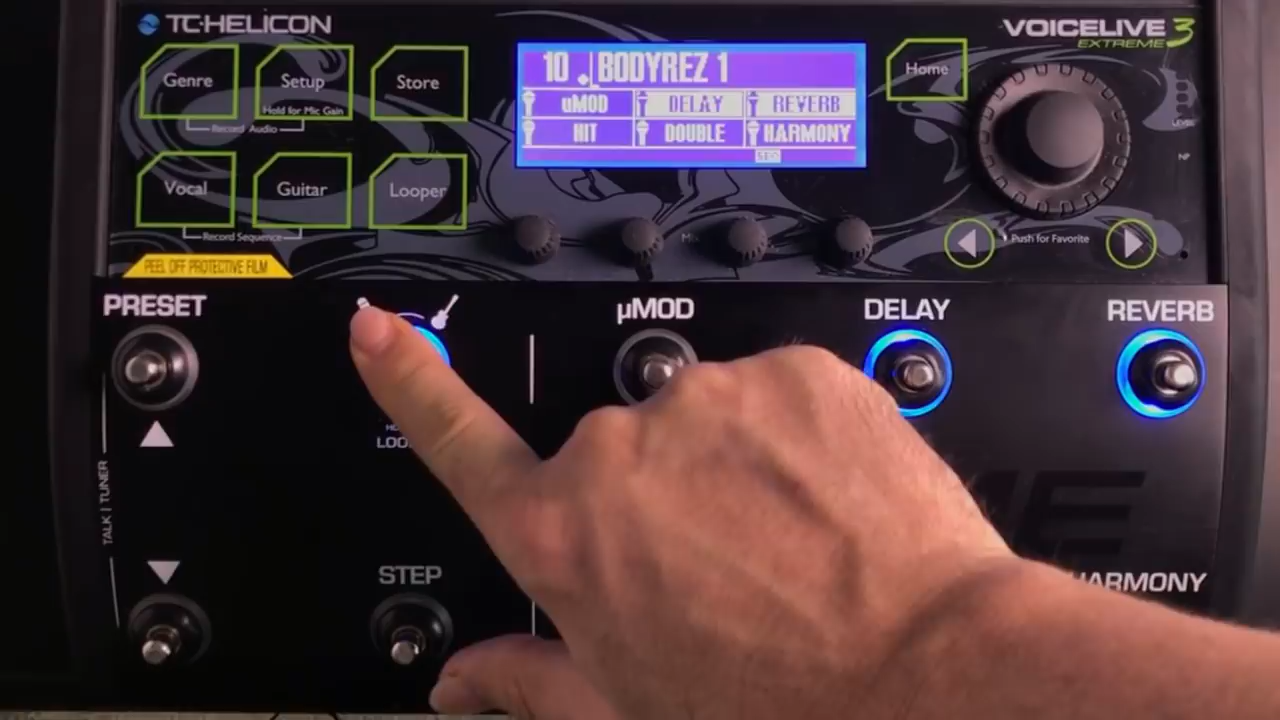 TC·HELICON
VOICELIVE 3
EXTREME
Genre
Setup
Hold for Mic Gain
Store
Record Audio
Home
10 BODYREZ 1
uMOD
DELAY
REVERB
HIT
DOUBLE
HARMONY
LEVEL
Vocal
Guitar
Looper
Record Sequence
Push for Favorite
PEEL OFF PROTECTIVE FILM
PRESET
µMOD
DELAY
REVERB
LOO
TALK | TUNER
STEP
HARMONY